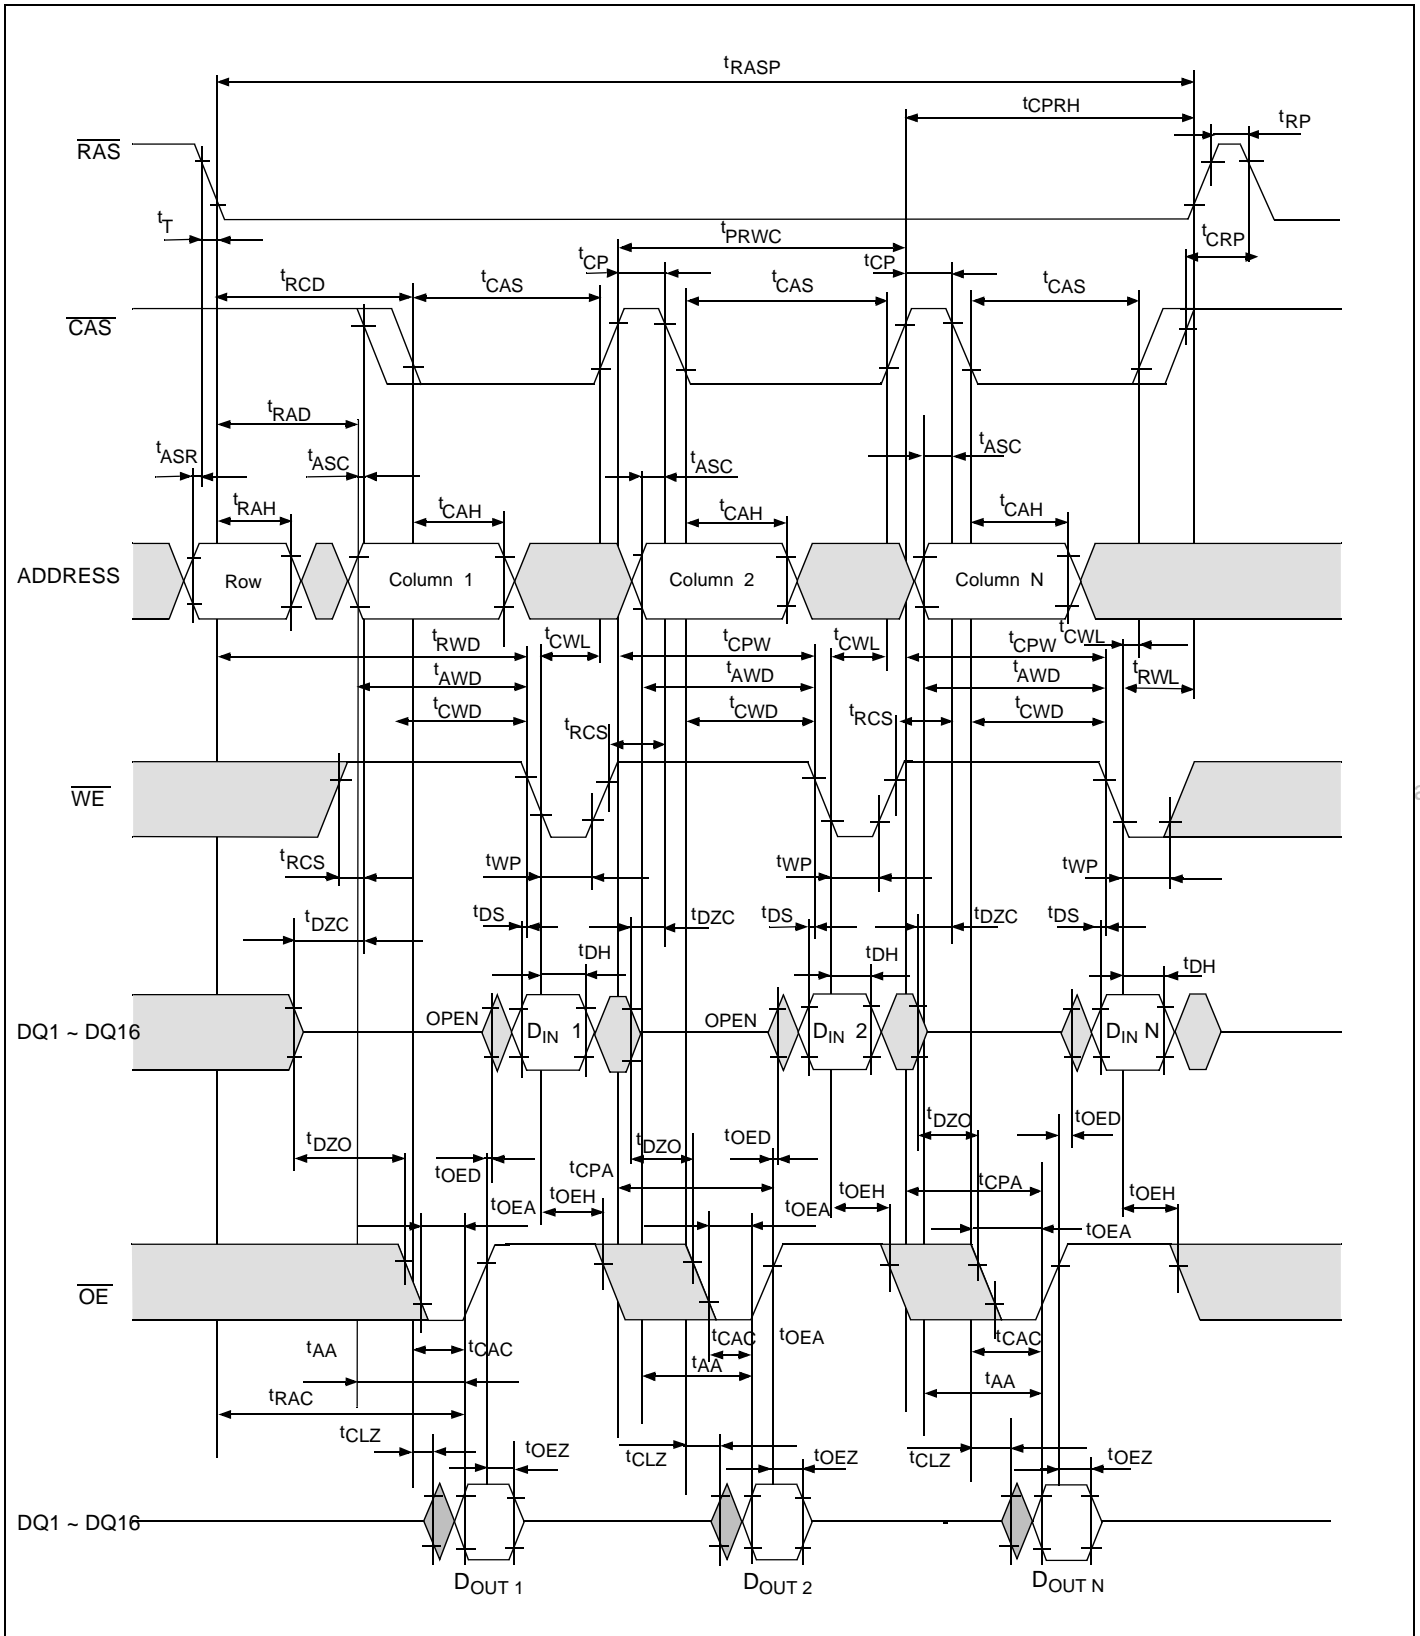 tRASP
tCPRH
tRP
RAS
tT
tPRWC
tCRP
tCP
tCP
tRCD
tCAS
tCAS
tCAS
CAS
tRAD
tASR
tASC
tASC
tASC
tRAH
tCAH
tCAH
tCAH
ADDRESS
Row
Column 1
Column 2
Column N
tRWD
tCWL
tCPW
tCWL
tCPW
tCWL
tAWD
tAWD
tAWD
tRWL
tCWD
tRCS
tCWD
tRCS
tCWD
WE
tRCS
tWP
tWP
tWP
tDZC
tDS
tDZC
tDS
tDZC
tDS
tDH
tDH
tDH
DQ1 ~ DQ16
OPEN
DIN 1
OPEN
DIN 2
DIN N
tDZO
tOED
tDZO
tOED
tDZO
tOED
tOEA
tOEH
tCPA
tOEA
tOEH
tCPA
tOEA
tOEH
OE
tAA
tCAC
tCAC
tOEA
tCAC
tAA
tAA
tRAC
tCLZ
tOEZ
tCLZ
tOEZ
tCLZ
tOEZ
DQ1 ~ DQ16
DOUT 1
DOUT 2
DOUT N